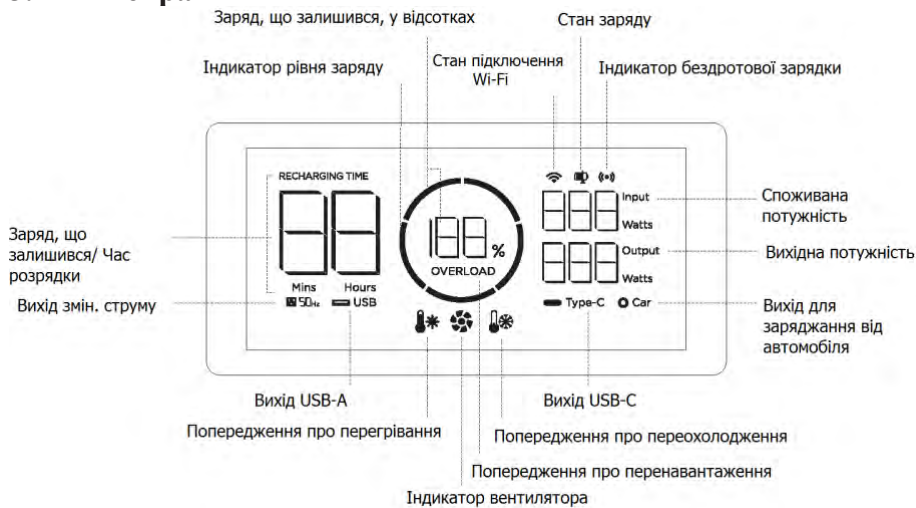 Заряд, що залишився, у відсотках
Стан заряду
Індикатор рівня заряду
Стан підключення
Wi-Fi
Індикатор бездротової зарядки
RECHARGING TIME
Input
Watts
Споживана
потужність
188 %
OVERLOAD
Output
Watts
Вихідна потужність
Заряд, що
залишився/ Час
розрядки
Mins Hours
50Hz USB
Type-C Car
Вихід змін. струму
Вихід для
заряджання від
автомобіля
Вихід USB-A
Вихід USB-C
Попередження про перегрівання
Попередження про переохолодження
Попередження про перенавантаження
Індикатор вентилятора